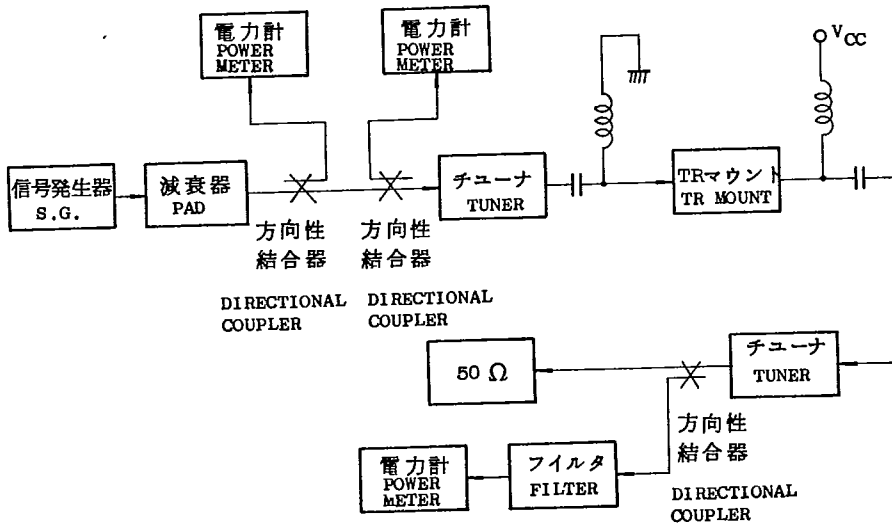 電力計
POWER
METER
電力計
POWER
METER
VCC
信号発生器
S.G.
減衰器
PAD
チユーナ
TUNER
TRマウント
TR MOUNT
方向性
結合器
DIRECTIONAL
COUPLER
方向性
結合器
DIRECTIONAL
COUPLER
50 Ω
チユーナ
TUNER
方向性
結合器
DIRECTIONAL
COUPLER
電力計
POWER
METER
フイルタ
FILTER